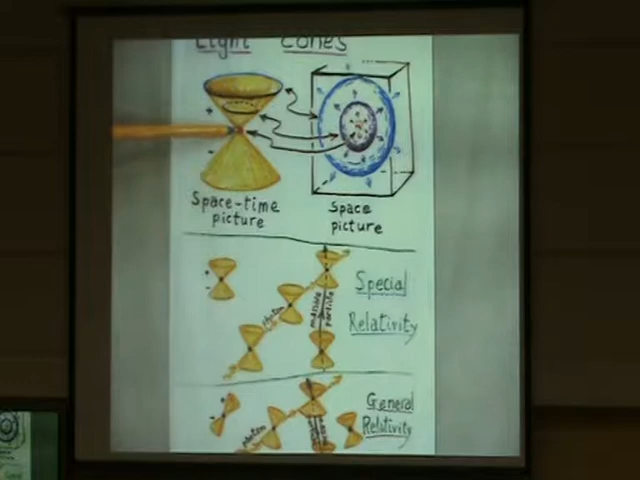 Light Cones
+
-
Space-time
picture
Space
picture
+
-
photon
massive
particle
Special
Relativity
+
-
photon
General
Relativity